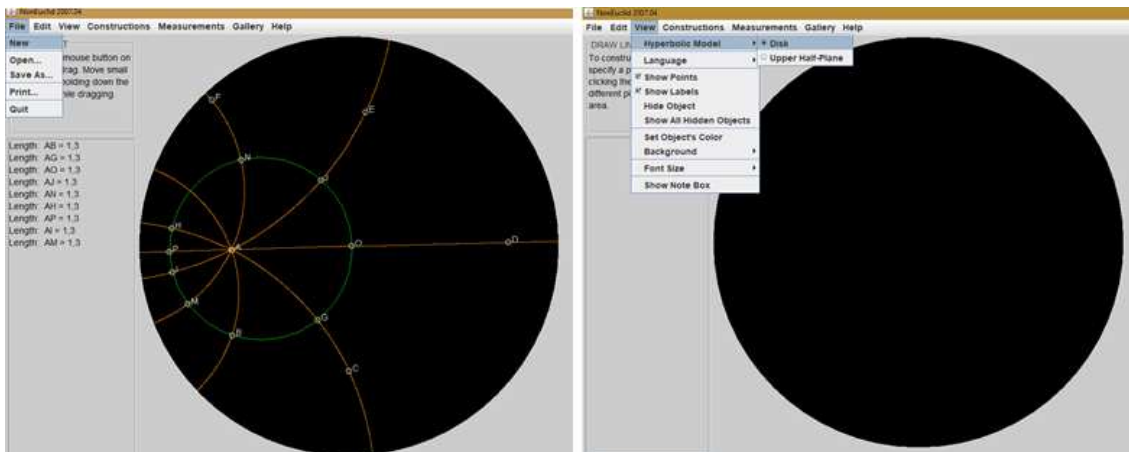 NonEuclid 2007.04
File Edit View Constructions Measurements Gallery Help
New
Open...
Save As...
Print...
Quit
mouse button on
drag. Move small
holding down the
while dragging
Length: AB = 1,3
Length: AG = 1,3
Length: AO = 1,3
Length: AJ = 1,3
Length: AN = 1,3
Length: AH = 1,3
Length: AP = 1,3
Length: AI = 1,3
Length: AM = 1,3
F
E
N
J
H
P
A
O
D
I
M
B
G
C
NonEuclid 2007.04
File Edit View Constructions Measurements Gallery Help
DRAW LIN
To constru
specify a p
clicking the
different po
area.
Hyperbolic Model
Language
Show Points
Show Labels
Hide Object
Show All Hidden Objects
Set Object's Color
Background
Font Size
Show Note Box
Disk
Upper Half-Plane